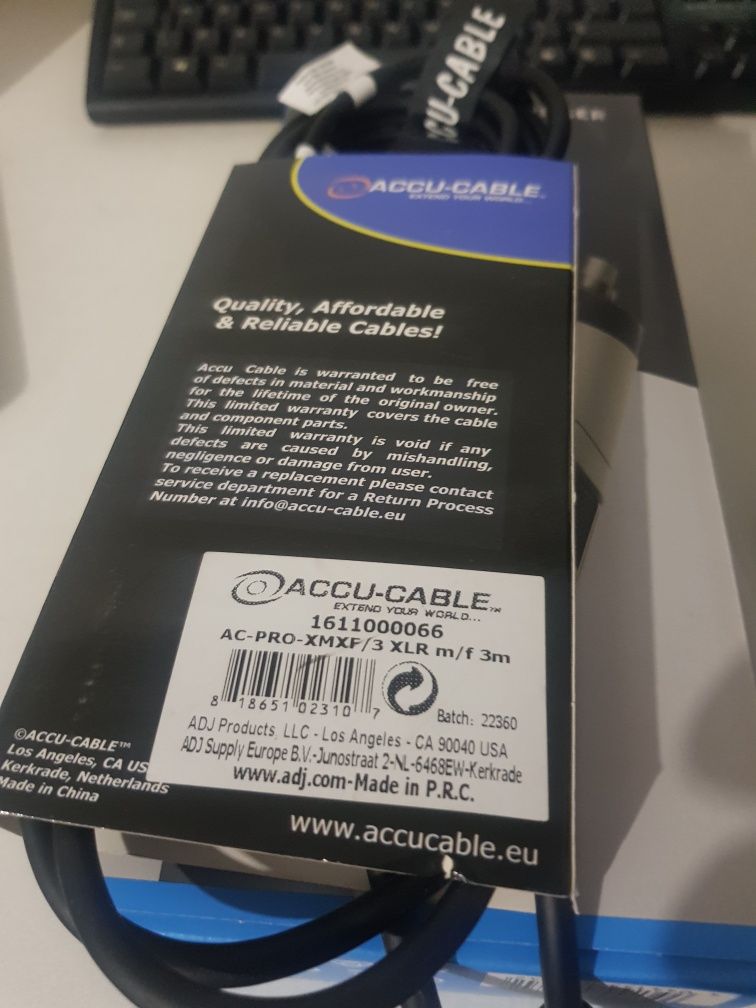 CU-CABLE
ACCU-CABLE
EXTEND YOUR WORLD...
Quality, Affordable
& Reliable Cables!
Accu Cable is warranted to be free
of defects in material and workmanship
for the lifetime of the original owner.
This limited warranty covers the cable
and component parts.
This limited warranty is void if any
defects are caused by mishandling,
negligence or damage from user.
To receive a replacement please contact
service department for a Return Process
Number at info@accu-cable.eu
ACCU-CABLE™
EXTEND YOUR WORLD...
1611000066
AC-PRO-XMXF/3 XLR m/f 3m
8 18651 02310 7
Batch: 22360
ADJ Products, LLC - Los Angeles - CA 90040 USA
ADJ Supply Europe B.V.-Junostraat 2-NL-6468EW-Kerkrade
www.adj.com-Made in P.R.C.
©ACCU-CABLE™
Los Angeles, CA US
Kerkrade, Netherlands
Made in China
www.accucable.eu